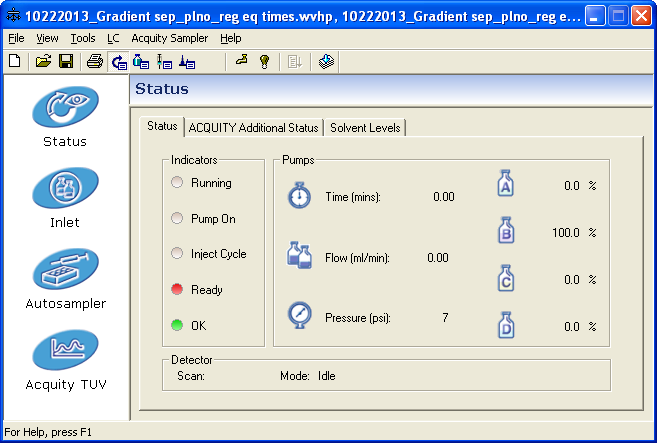 10222013_Gradient sep_plno_reg eq times.wvhp, 10222013_Gradient sep_plno_reg e...
File View Tools LC Acquity Sampler Help
Status
Inlet
Autosampler
Acquity TUV
Status
Status ACQUITY Additional Status Solvent Levels
Indicators
Running
Pump On
Inject Cycle
Ready
OK
Pumps
Time (mins): 0.00
Flow (ml/min): 0.00
Pressure (psi): 7
A 0.0 %
B 100.0 %
C 0.0 %
D 0.0 %
Detector
Scan: Mode: Idle
For Help, press F1